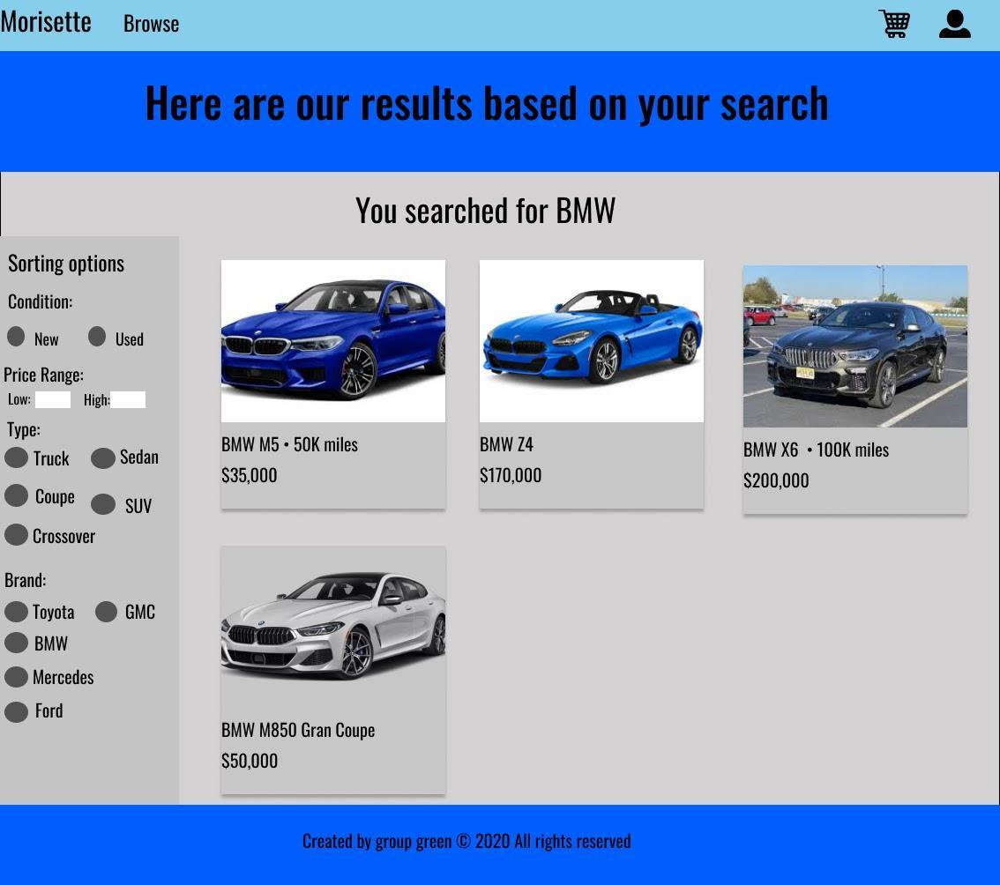 Morisette Browse
Here are our results based on your search
You searched for BMW
Sorting options
Condition:
New Used
Price Range:
Low: High:
Type:
Truck Sedan
Coupe SUV
Crossover
Brand:
Toyota GMC
BMW
Mercedes
Ford
BMW M5 • 50K miles
$35,000
BMW Z4
$170,000
BMW X6 • 100K miles
$200,000
BMW M850 Gran Coupe
$50,000
Created by group green © 2020 All rights reserved